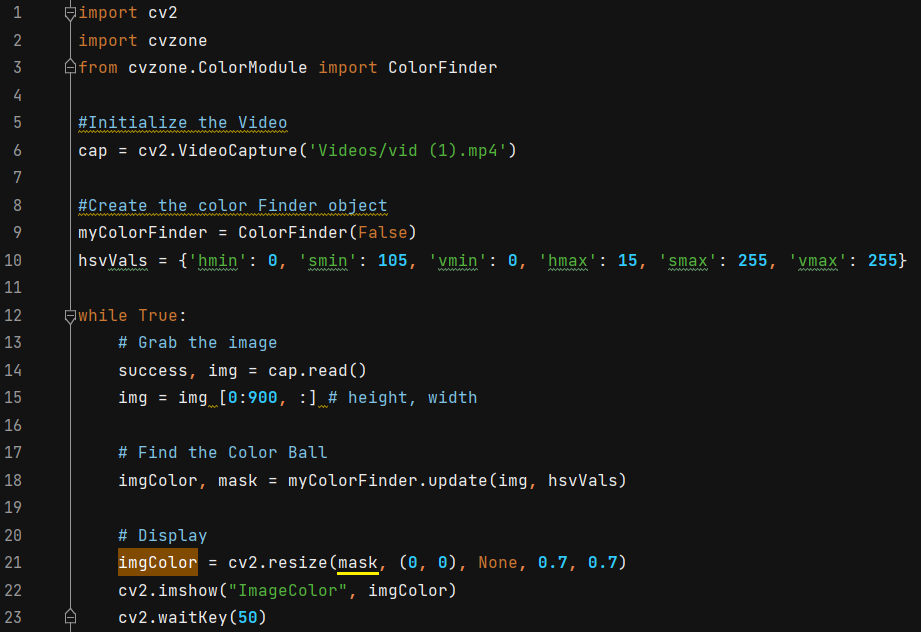 1 import cv2
2 import cvzone
3 from cvzone.ColorModule import ColorFinder
4
5 #Initialize the Video
6 cap = cv2.VideoCapture('Videos/vid (1).mp4')
7
8 #Create the color Finder object
9 myColorFinder = ColorFinder(False)
10 hsvVals = {'hmin': 0, 'smin': 105, 'vmin': 0, 'hmax': 15, 'smax': 255, 'vmax': 255}
11
12 while True:
13     # Grab the image
14     success, img = cap.read()
15     img = img [0:900, :] # height, width
16
17     # Find the Color Ball
18     imgColor, mask = myColorFinder.update(img, hsvVals)
19
20     # Display
21     imgColor = cv2.resize(mask, (0, 0), None, 0.7, 0.7)
22     cv2.imshow("ImageColor", imgColor)
23     cv2.waitKey(50)